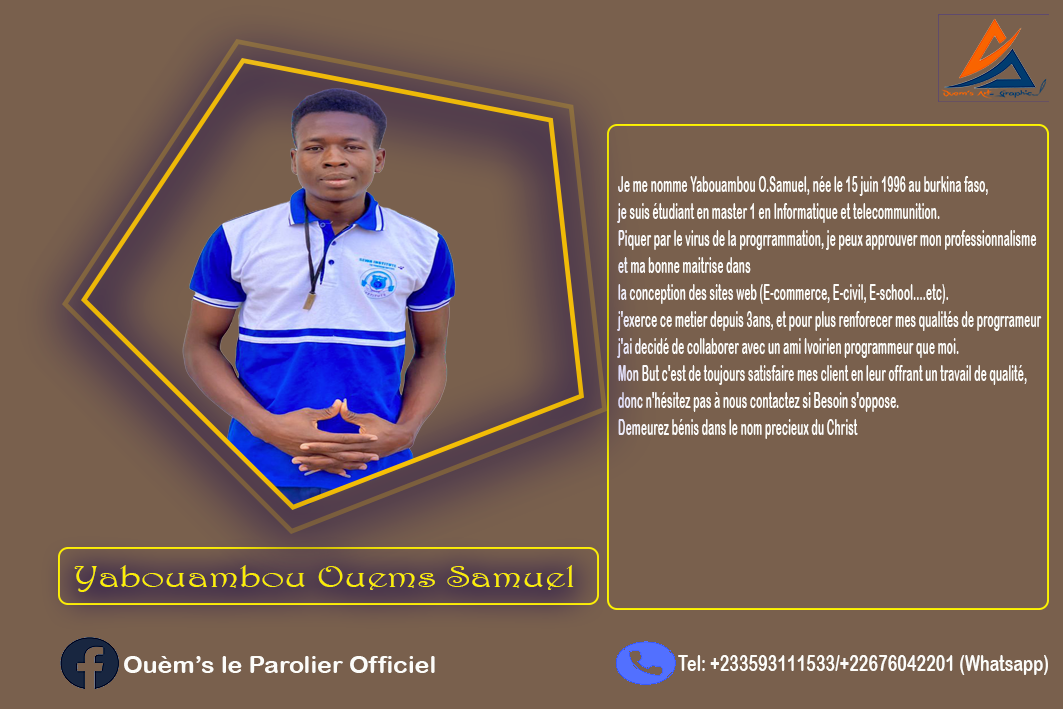 Ouèm's Art Graphic
Je me nomme Yabouambou O.Samuel, née le 15 juin 1996 au burkina faso,
je suis étudiant en master 1 en Informatique et telecommunition.
Piquer par le virus de la progrrammation, je peux approuver mon professionnalisme
et ma bonne maitrise dans
la conception des sites web (E-commerce, E-civil, E-school....etc).
j'exerce ce metier depuis 3ans, et pour plus renforecer mes qualités de progrrameur
j'ai decidé de collaborer avec un ami Ivoirien programmeur que moi.
Mon But c'est de toujours satisfaire mes client en leur offrant un travail de qualité,
donc n'hésitez pas à nous contactez si Besoin s'oppose.
Demeurez bénis dans le nom precieux du Christ
Yabouambou Ouems Samuel
Ouèm's le Parolier Officiel
Tel: +233593111533/+22676042201 (Whatsapp)